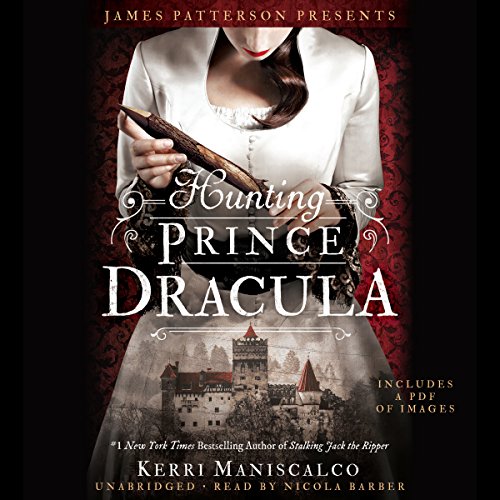 JAMES PATTERSON PRESENTS
Hunting
PRINCE
DRACULA
INCLUDES
A PDF
OF IMAGES
#1 New York Times Bestselling Author of Stalking Jack the Ripper
KERRI MANISCALCO
UNABRIDGED - READ BY NICOLA BARBER